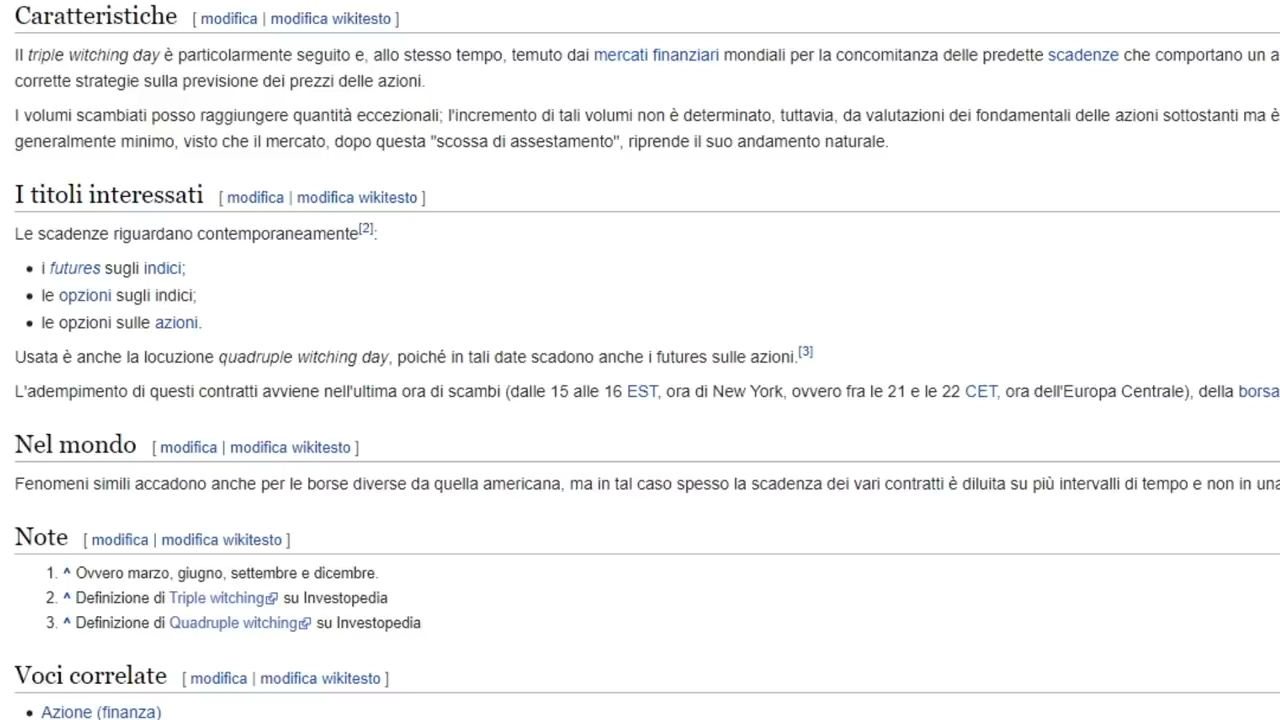 Caratteristiche [ modifica | modifica wikitesto ]
Il triple witching day è particolarmente seguito e, allo stesso tempo, temuto dai mercati finanziari mondiali per la concomitanza delle predette scadenze che comportano un a
corrette strategie sulla previsione dei prezzi delle azioni.
I volumi scambiati posso raggiungere quantità eccezionali; l'incremento di tali volumi non è determinato, tuttavia, da valutazioni dei fondamentali delle azioni sottostanti ma è
generalmente minimo, visto che il mercato, dopo questa "scossa di assestamento", riprende il suo andamento naturale.
I titoli interessati [ modifica | modifica wikitesto ]
Le scadenze riguardano contemporaneamente[2]:
• i futures sugli indici;
• le opzioni sugli indici;
• le opzioni sulle azioni.
Usata è anche la locuzione quadruple witching day, poiché in tali date scadono anche i futures sulle azioni.[3]
L'adempimento di questi contratti avviene nell'ultima ora di scambi (dalle 15 alle 16 EST, ora di New York, ovvero fra le 21 e le 22 CET, ora dell'Europa Centrale), della borsa
Nel mondo [ modifica | modifica wikitesto ]
Fenomeni simili accadono anche per le borse diverse da quella americana, ma in tal caso spesso la scadenza dei vari contratti è diluita su più intervalli di tempo e non in una
Note [ modifica | modifica wikitesto ]
1. ^ Ovvero marzo, giugno, settembre e dicembre.
2. ^ Definizione di Triple witching su Investopedia
3. ^ Definizione di Quadruple witching su Investopedia
Voci correlate [ modifica | modifica wikitesto ]
• Azione (finanza)